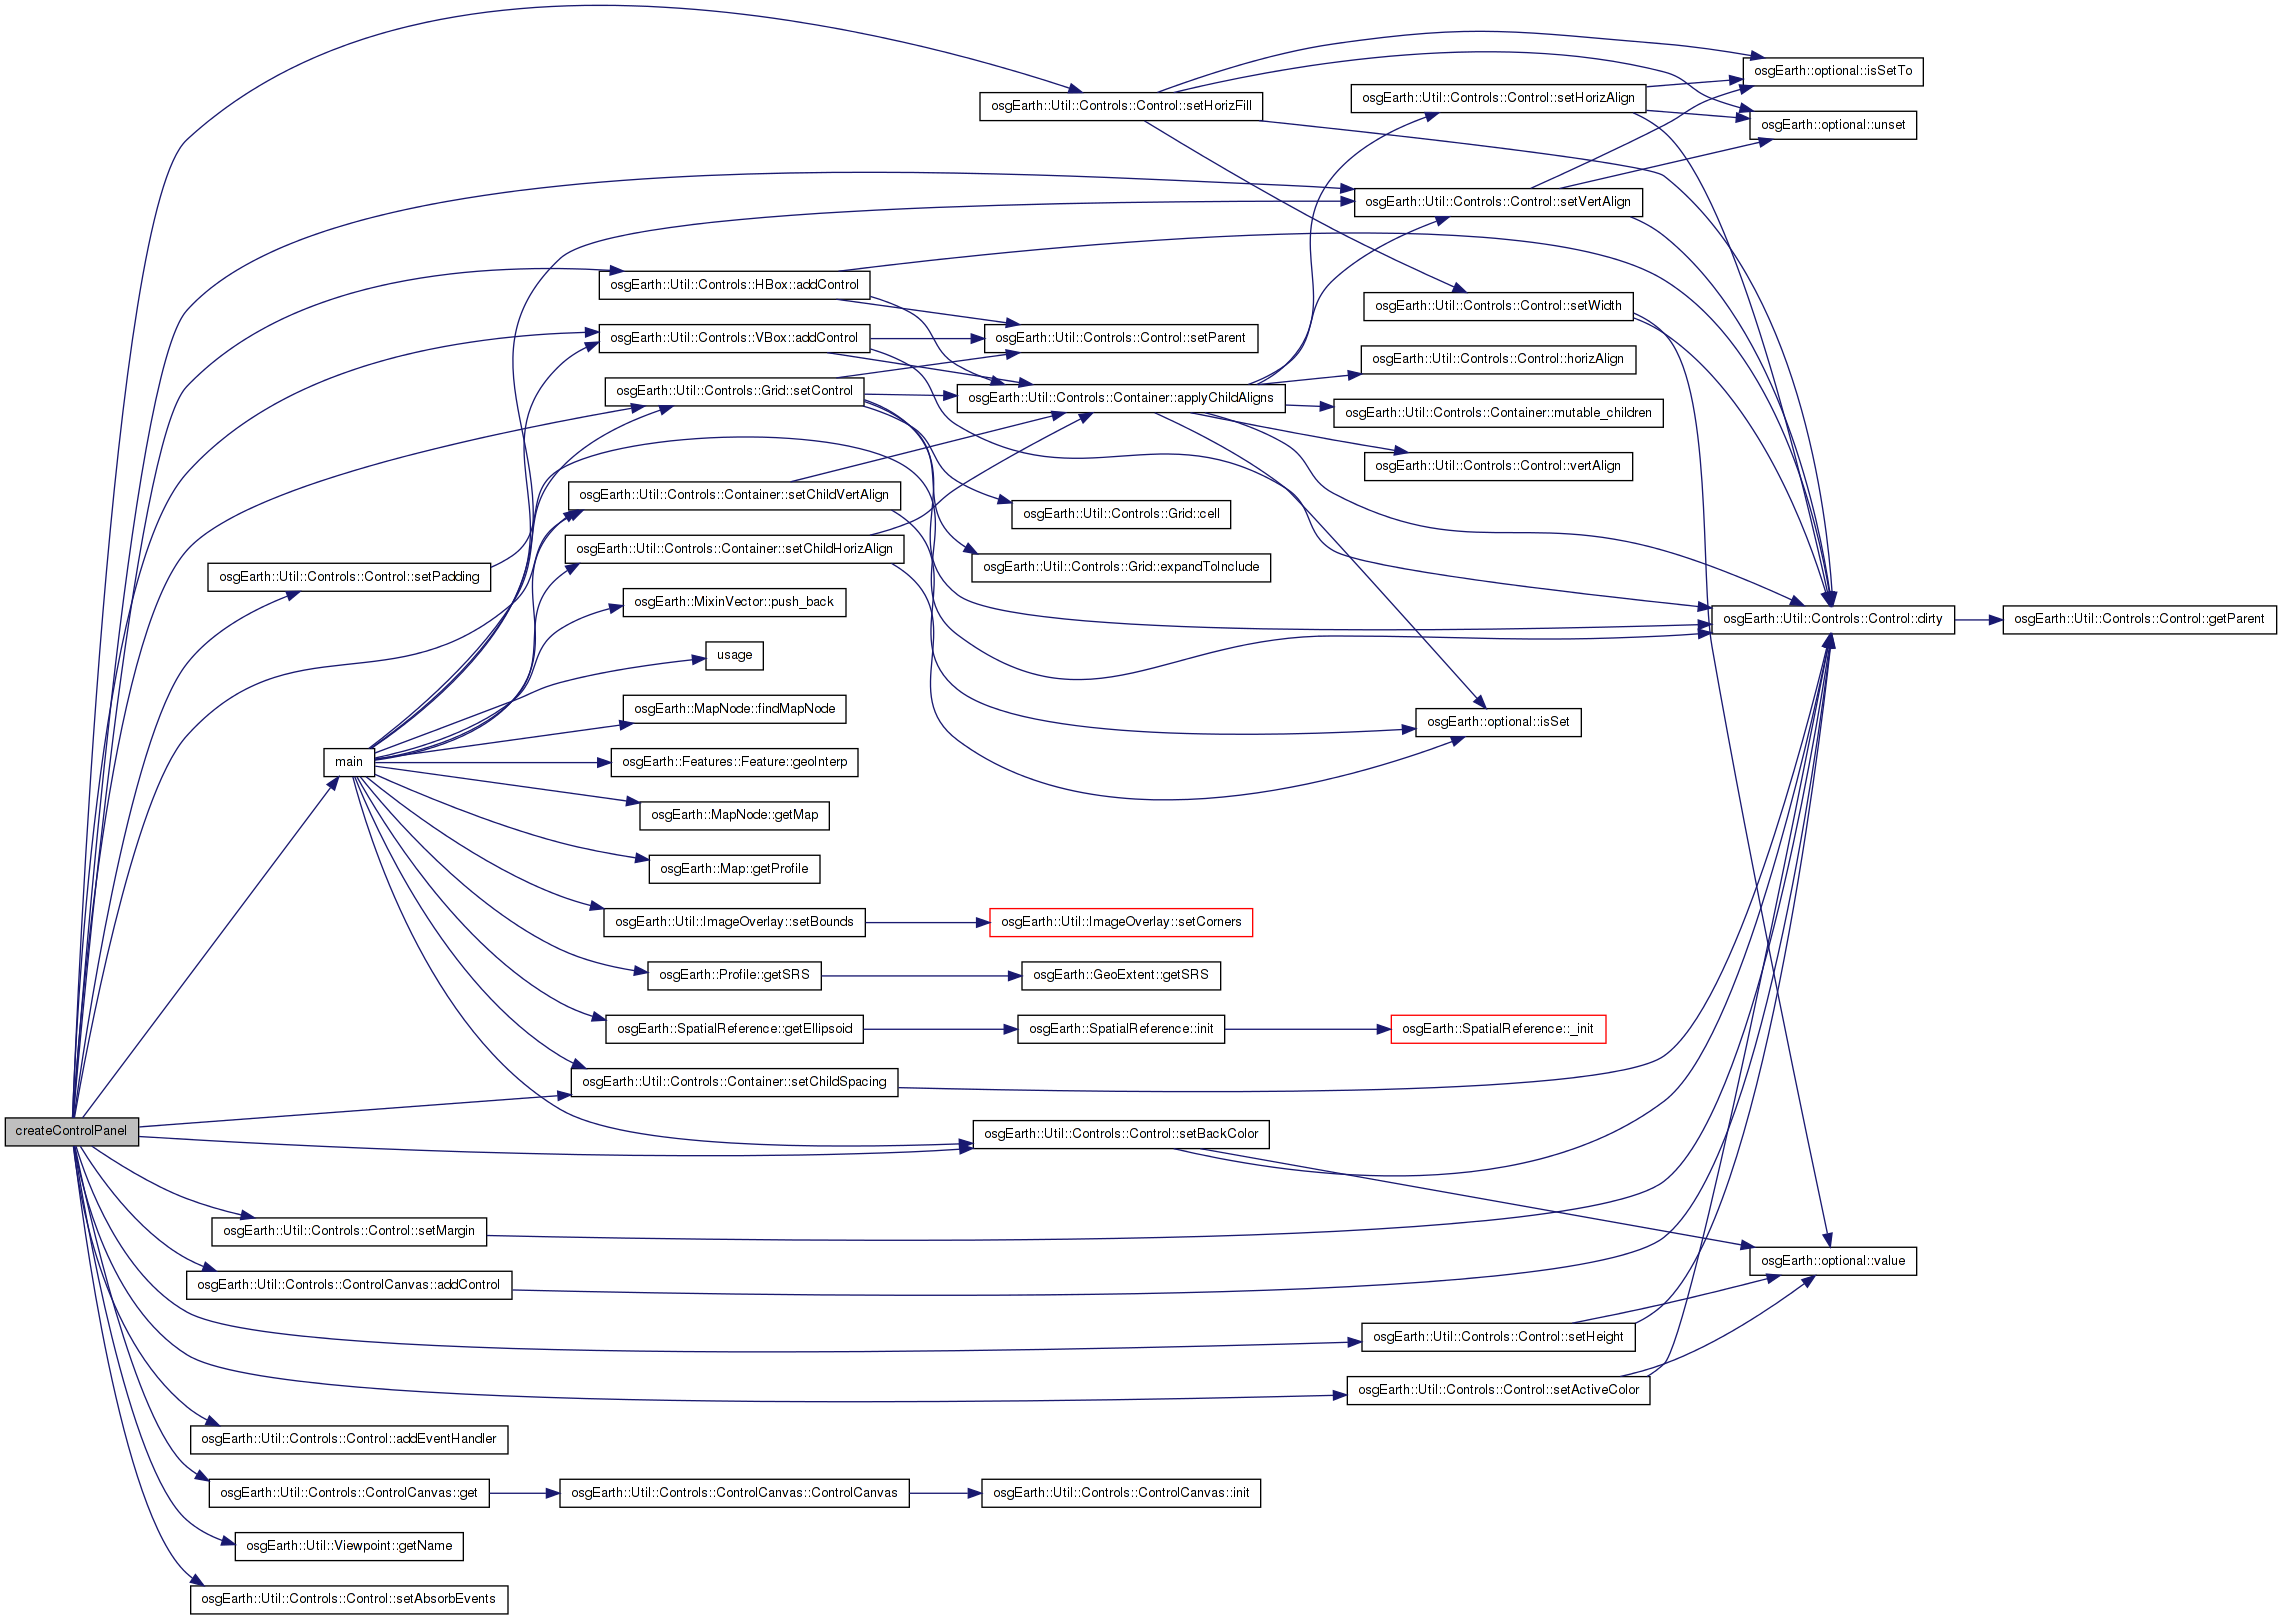 osgEarth::optional::isSetTo
osgEarth::Util::Controls::Control::setHorizFill
osgEarth::Util::Controls::Control::setHorizAlign
osgEarth::optional::unset
osgEarth::Util::Controls::Control::setVertAlign
osgEarth::Util::Controls::HBox::addControl
osgEarth::Util::Controls::Control::setWidth
osgEarth::Util::Controls::VBox::addControl
osgEarth::Util::Controls::Control::setParent
osgEarth::Util::Controls::Control::horizAlign
osgEarth::Util::Controls::Grid::setControl
osgEarth::Util::Controls::Container::applyChildAligns
osgEarth::Util::Controls::Container::mutable_children
osgEarth::Util::Controls::Control::vertAlign
osgEarth::Util::Controls::Container::setChildVertAlign
osgEarth::Util::Controls::Grid::cell
osgEarth::Util::Controls::Container::setChildHorizAlign
osgEarth::Util::Controls::Grid::expandToInclude
osgEarth::Util::Controls::Control::setPadding
osgEarth::MixinVector::push_back
osgEarth::Util::Controls::Control::dirty
osgEarth::Util::Controls::Control::getParent
usage
osgEarth::MapNode::findMapNode
osgEarth::optional::isSet
main
osgEarth::Features::Feature::geoInterp
osgEarth::MapNode::getMap
osgEarth::Map::getProfile
osgEarth::Util::ImageOverlay::setBounds
osgEarth::Util::ImageOverlay::setCorners
osgEarth::Profile::getSRS
osgEarth::GeoExtent::getSRS
osgEarth::SpatialReference::getEllipsoid
osgEarth::SpatialReference::init
osgEarth::SpatialReference::_init
osgEarth::Util::Controls::Container::setChildSpacing
createControlPanel
osgEarth::Util::Controls::Control::setBackColor
osgEarth::Util::Controls::Control::setMargin
osgEarth::optional::value
osgEarth::Util::Controls::ControlCanvas::addControl
osgEarth::Util::Controls::Control::setHeight
osgEarth::Util::Controls::Control::setActiveColor
osgEarth::Util::Controls::Control::addEventHandler
osgEarth::Util::Controls::ControlCanvas::get
osgEarth::Util::Controls::ControlCanvas::ControlCanvas
osgEarth::Util::Controls::ControlCanvas::init
osgEarth::Util::Viewpoint::getName
osgEarth::Util::Controls::Control::setAbsorbEvents